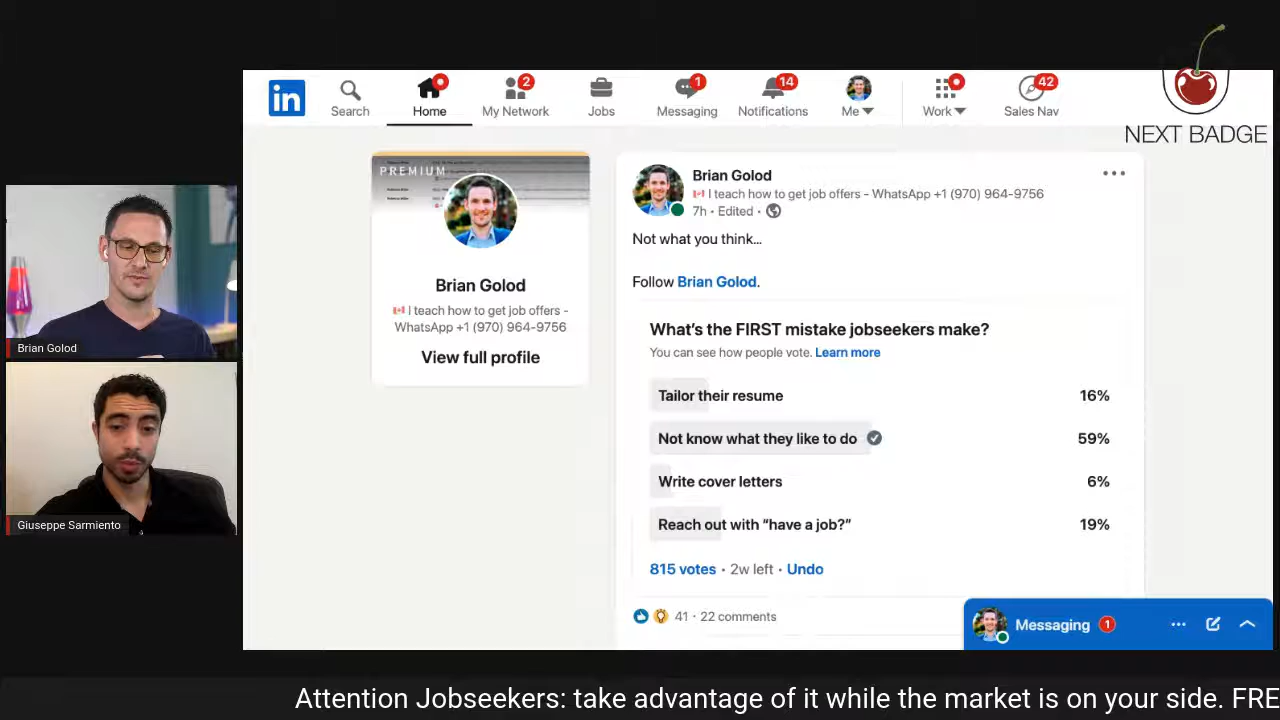 in
Search
Home
2
My Network
Jobs
1
Messaging
14
Notifications
Me
Work
42
Sales Nav
NEXT BADGE
PREMIUM
Brian Golod
I teach how to get job offers -
WhatsApp +1 (970) 964-9756
View full profile
Brian Golod
I teach how to get job offers - WhatsApp +1 (970) 964-9756
7h • Edited •
Not what you think...
Follow Brian Golod.
What's the FIRST mistake jobseekers make?
You can see how people vote. Learn more
Tailor their resume 16%
Not know what they like to do 59%
Write cover letters 6%
Reach out with “have a job?” 19%
815 votes • 2w left • Undo
41 · 22 comments
Messaging 1
Brian Golod
Giuseppe Sarmiento
Attention Jobseekers: take advantage of it while the market is on your side. FRE